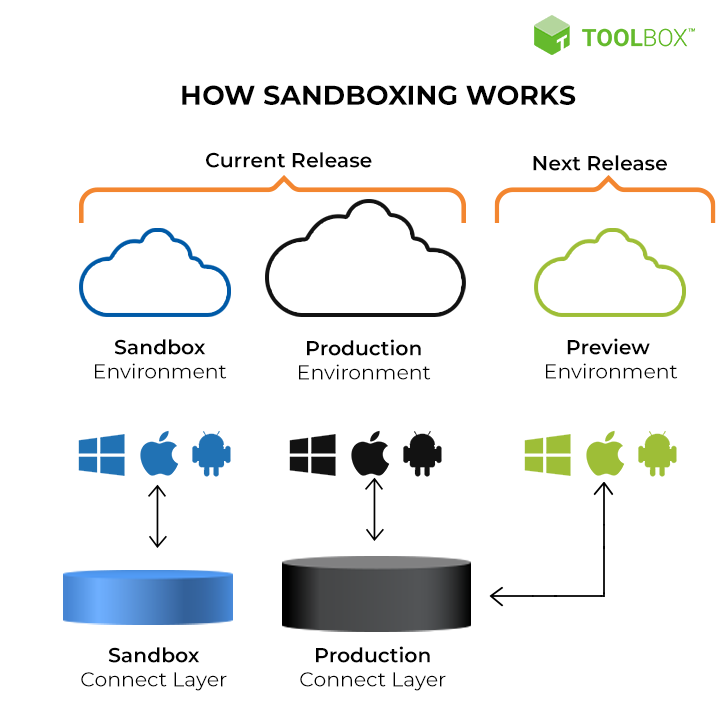 TOOLBOX™
HOW SANDBOXING WORKS
Current Release
Next Release
Sandbox
Environment
Production
Environment
Preview
Environment
Sandbox
Connect Layer
Production
Connect Layer